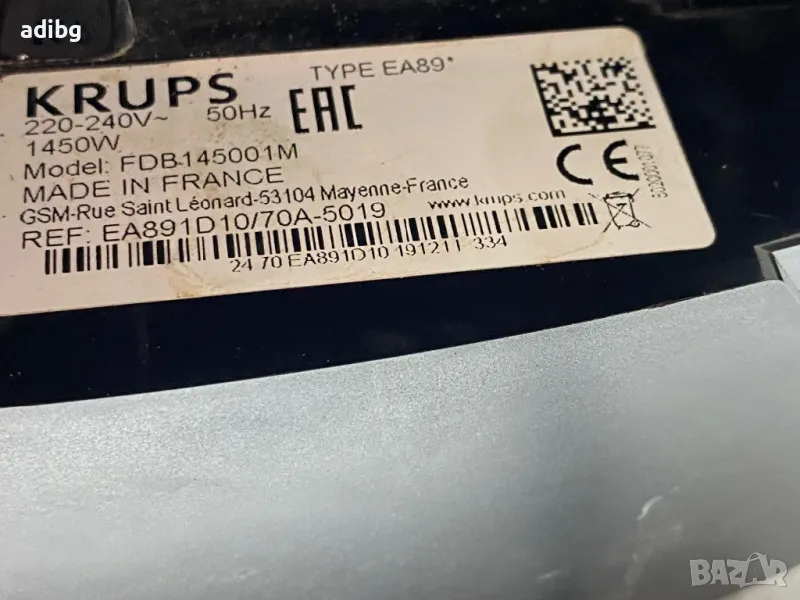 adibg
KRUPS TYPE EA89*
220-240V~ 50Hz EAC
1450W
Model: FDB145001M
MADE IN FRANCE CE
GSM-Rue Saint Léonard-53104 Mayenne-France
REF: EA891D10/70A-5019 www.krups.com
24 70 EA891D10 191211 334
BAZAR